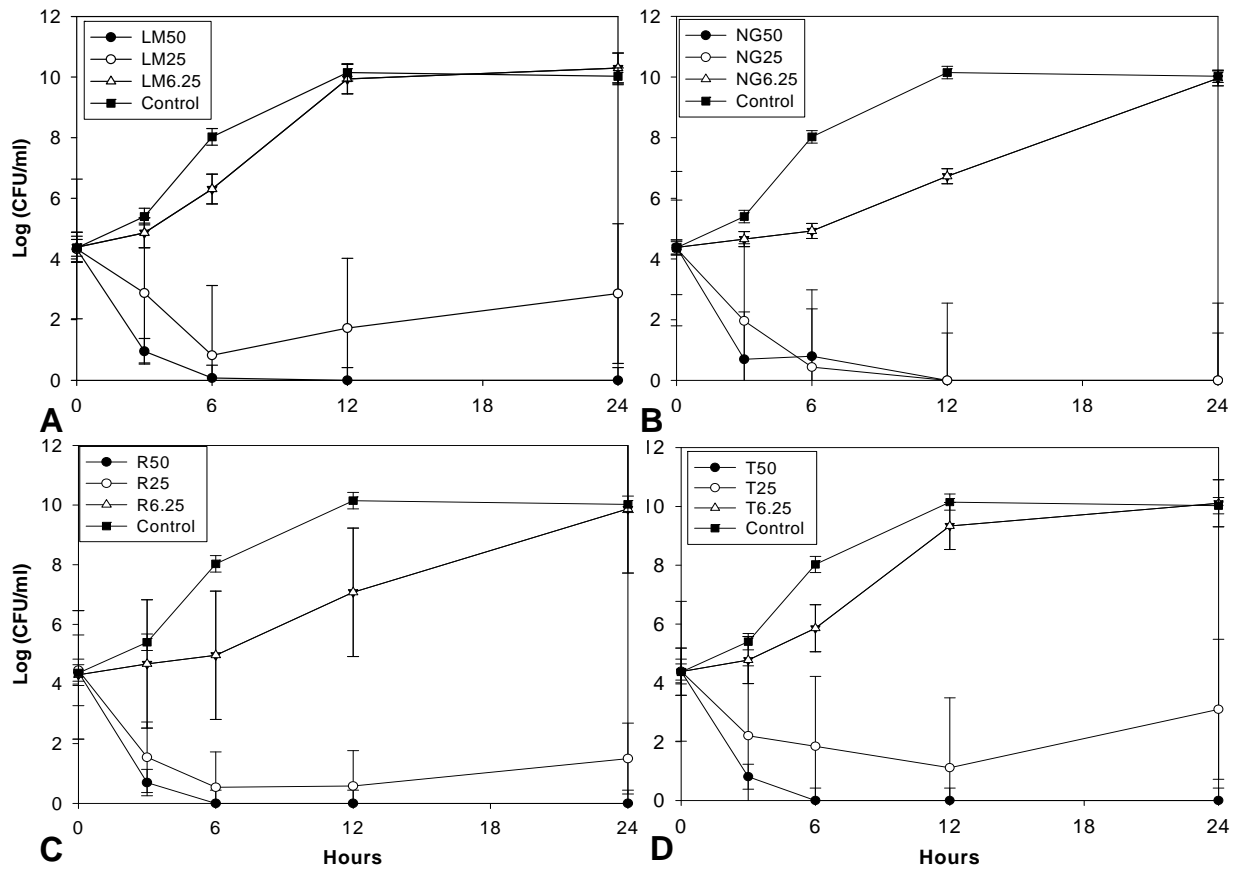 12
10
8
6
4
2
0
Log (CFU/ml)
LM50
LM25
LM6.25
Control
0 6 12 18 24
A
12
10
8
6
4
2
0
NG50
NG25
NG6.25
Control
0 6 12 18 24
B
12
10
8
6
4
2
0
Log (CFU/ml)
R50
R25
R6.25
Control
0 6 12 18 24
C
Hours
12
10
8
6
4
2
0
T50
T25
T6.25
Control
0 6 12 18 24
D
Hours